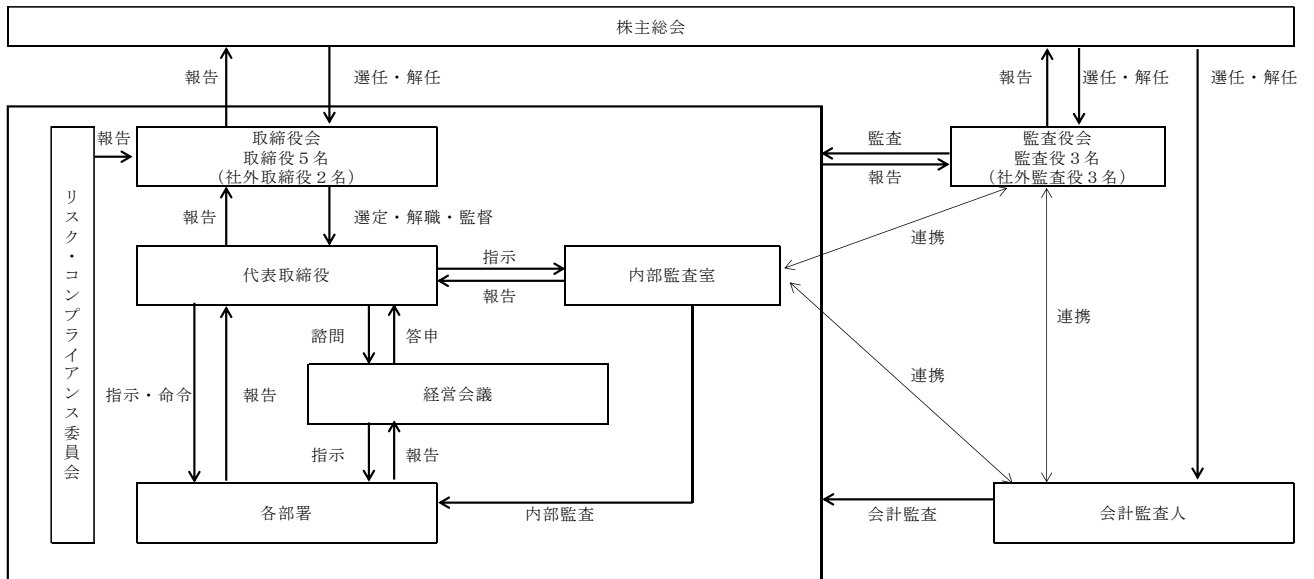 株主総会
報告
選任・解任
報告
選任・解任
選任・解任
報告
取締役会
取締役５名
（社外取締役２名）
監査
報告
監査役会
監査役３名
（社外監査役３名）
リスク・コンプライアンス委員会
報告
選定・解職・監督
連携
代表取締役
指示
報告
内部監査室
諮問
答申
連携
指示・命令
報告
経営会議
連携
指示
報告
各部署
内部監査
会計監査
会計監査人